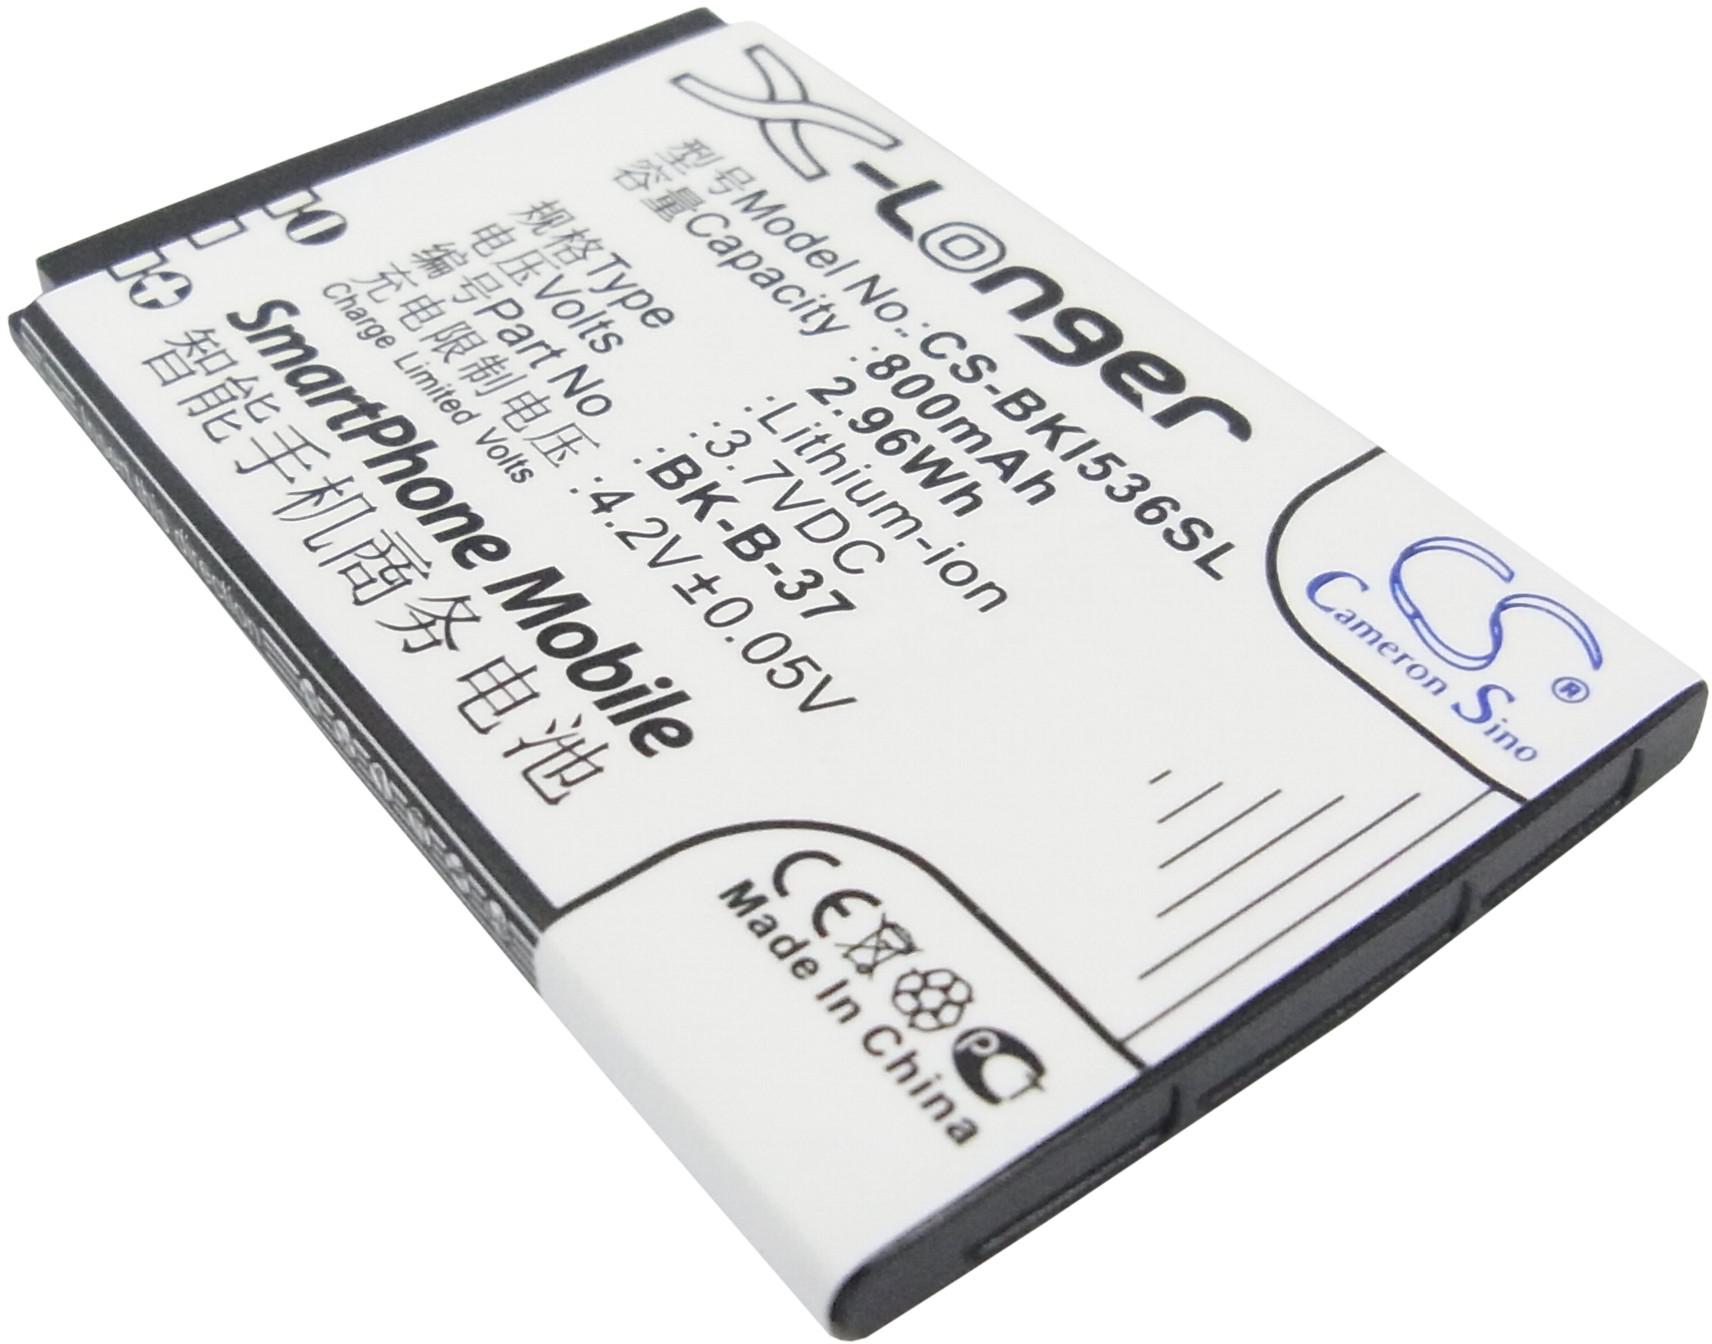 X-Longer
型号Model No.:CS-BKI536SL
容量Capacity :800mAh
2.96Wh
规格Type :Lithium-ion
电压Volts :3.7VDC
编号Part No :BK-B-37
充电限制电压 :4.2V±0.05V
Charge Limited Volts
SmartPhone Mobile
智能手机商务电池
CS
Cameron Sino ®
CE
PCT
Made In China